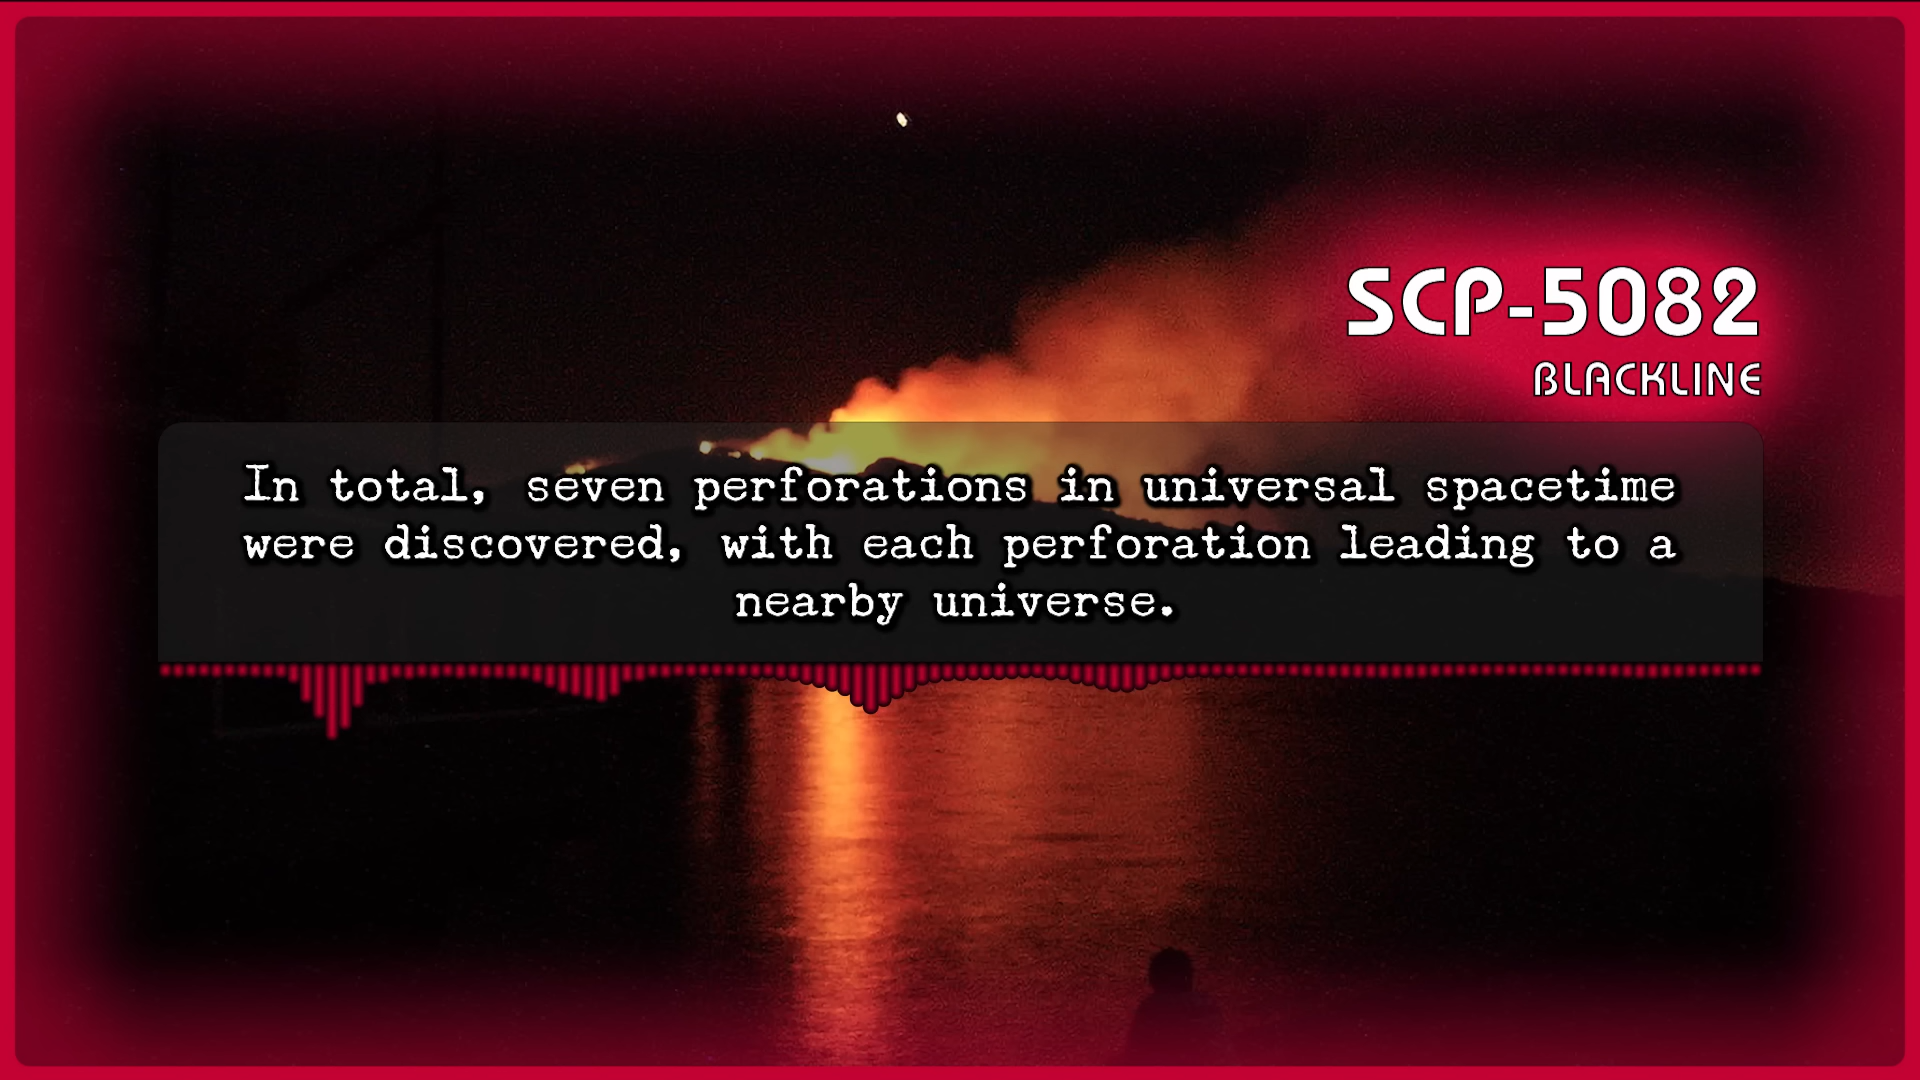 SCP-5082
BLACKLINE
In total, seven perforations in universal spacetime
were discovered, with each perforation leading to a
nearby universe.